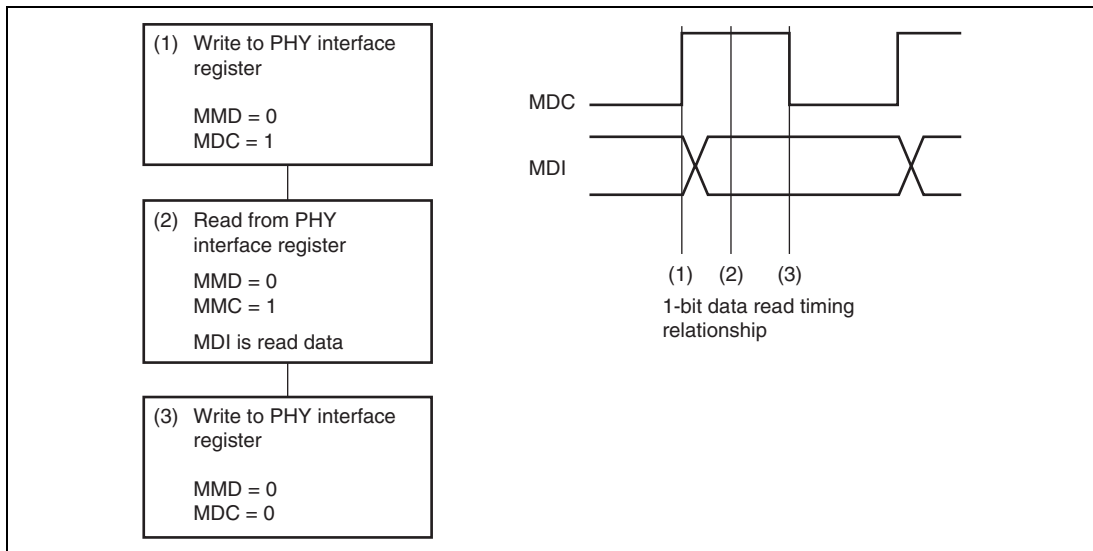 (1) Write to PHY interface
register
MMD = 0
MDC = 1
(2) Read from PHY
interface register
MMD = 0
MMC = 1
MDI is read data
(3) Write to PHY interface
register
MMD = 0
MDC = 0
MDC
MDI
(1) (2) (3)
1-bit data read timing
relationship